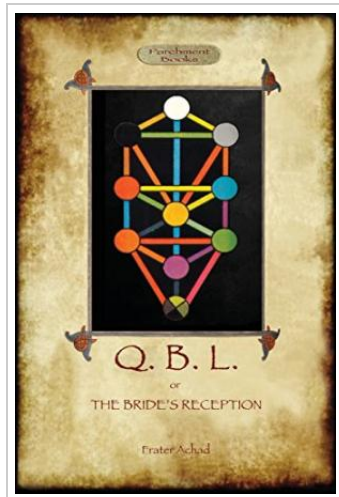 Parchment
Books
Q. B. L.
or
THE BRIDE'S RECEPTION
Frater Achad